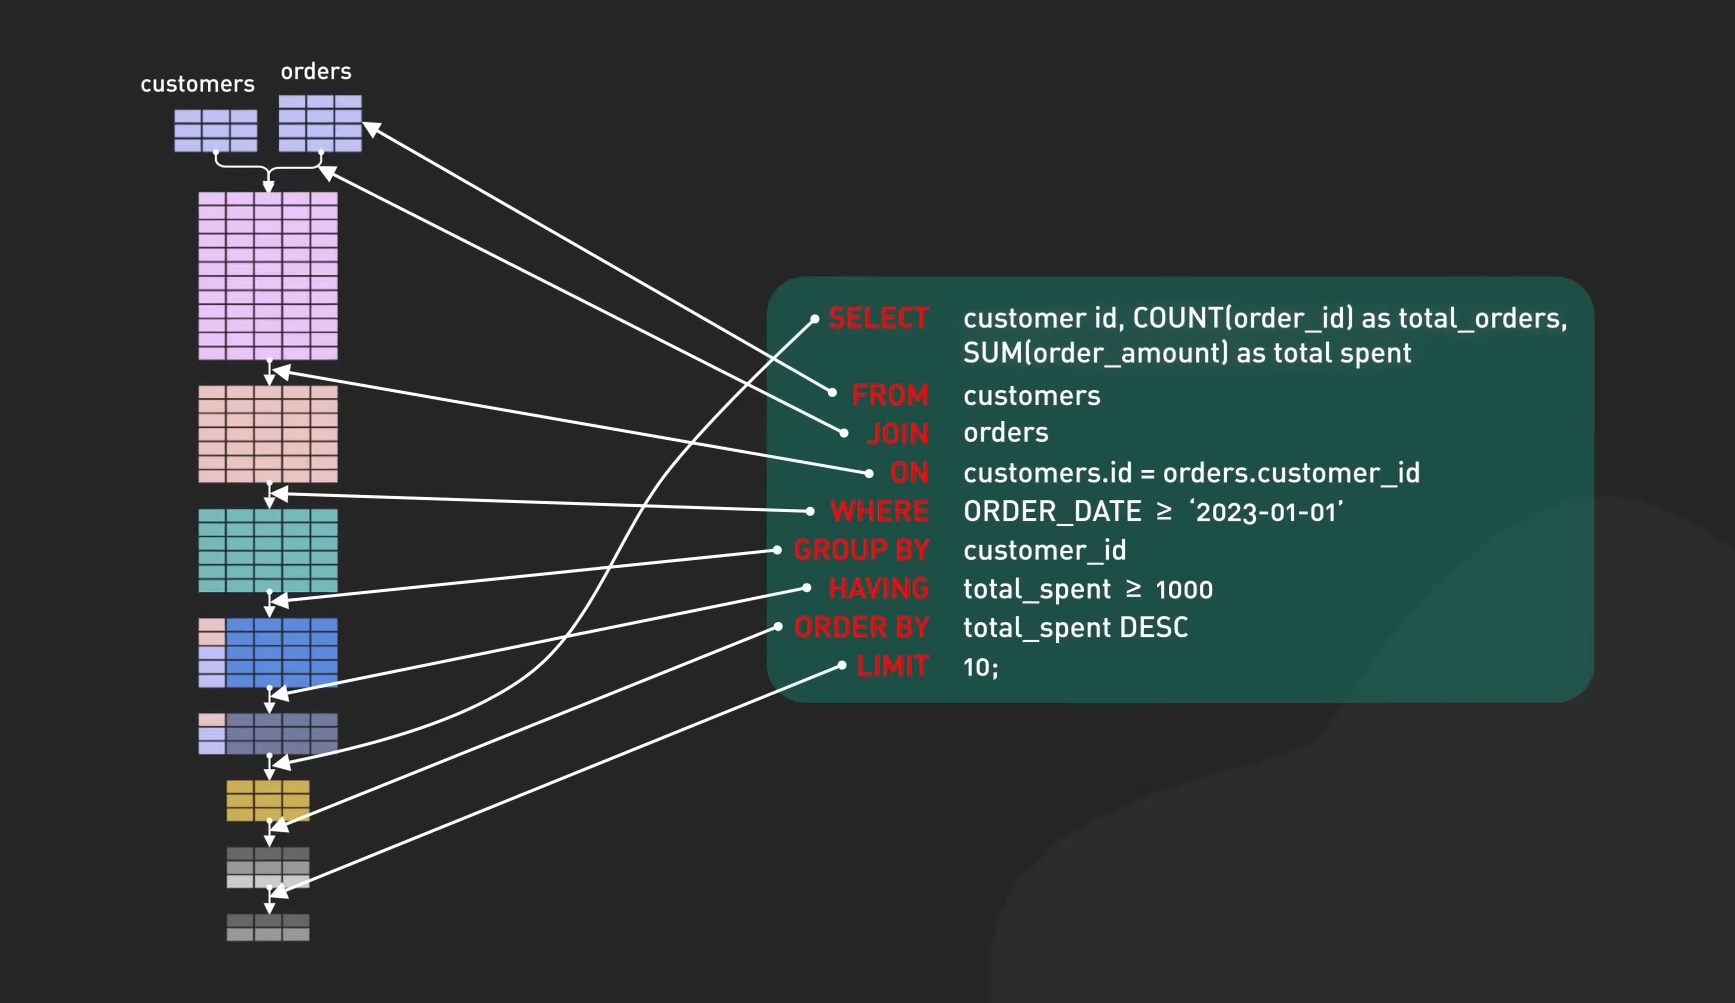 customers
orders
SELECT customer id, COUNT(order_id) as total_orders,
SUM(order_amount) as total spent
FROM customers
JOIN orders
ON customers.id = orders.customer_id
WHERE ORDER_DATE ≥ ‘2023-01-01’
GROUP BY customer_id
HAVING total_spent ≥ 1000
ORDER BY total_spent DESC
LIMIT 10;